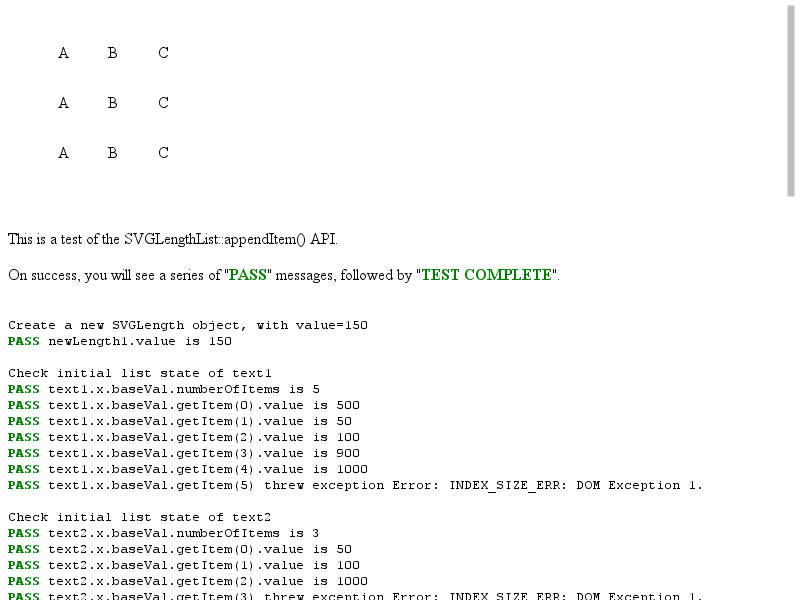 A B C
A B C
A B C
This is a test of the SVGLengthList::appendItem() API.
On success, you will see a series of "PASS" messages, followed by "TEST COMPLETE".
Create a new SVGLength object, with value=150
PASS newLength1.value is 150
Check initial list state of text1
PASS text1.x.baseVal.numberOfItems is 5
PASS text1.x.baseVal.getItem(0).value is 500
PASS text1.x.baseVal.getItem(1).value is 50
PASS text1.x.baseVal.getItem(2).value is 100
PASS text1.x.baseVal.getItem(3).value is 900
PASS text1.x.baseVal.getItem(4).value is 1000
PASS text1.x.baseVal.getItem(5) threw exception Error: INDEX_SIZE_ERR: DOM Exception 1.
Check initial list state of text2
PASS text2.x.baseVal.numberOfItems is 3
PASS text2.x.baseVal.getItem(0).value is 50
PASS text2.x.baseVal.getItem(1).value is 100
PASS text2.x.baseVal.getItem(2).value is 1000
PASS text2.x.baseVal.getItem(3) threw exception Error: INDEX_SIZE_ERR: DOM Exception 1.